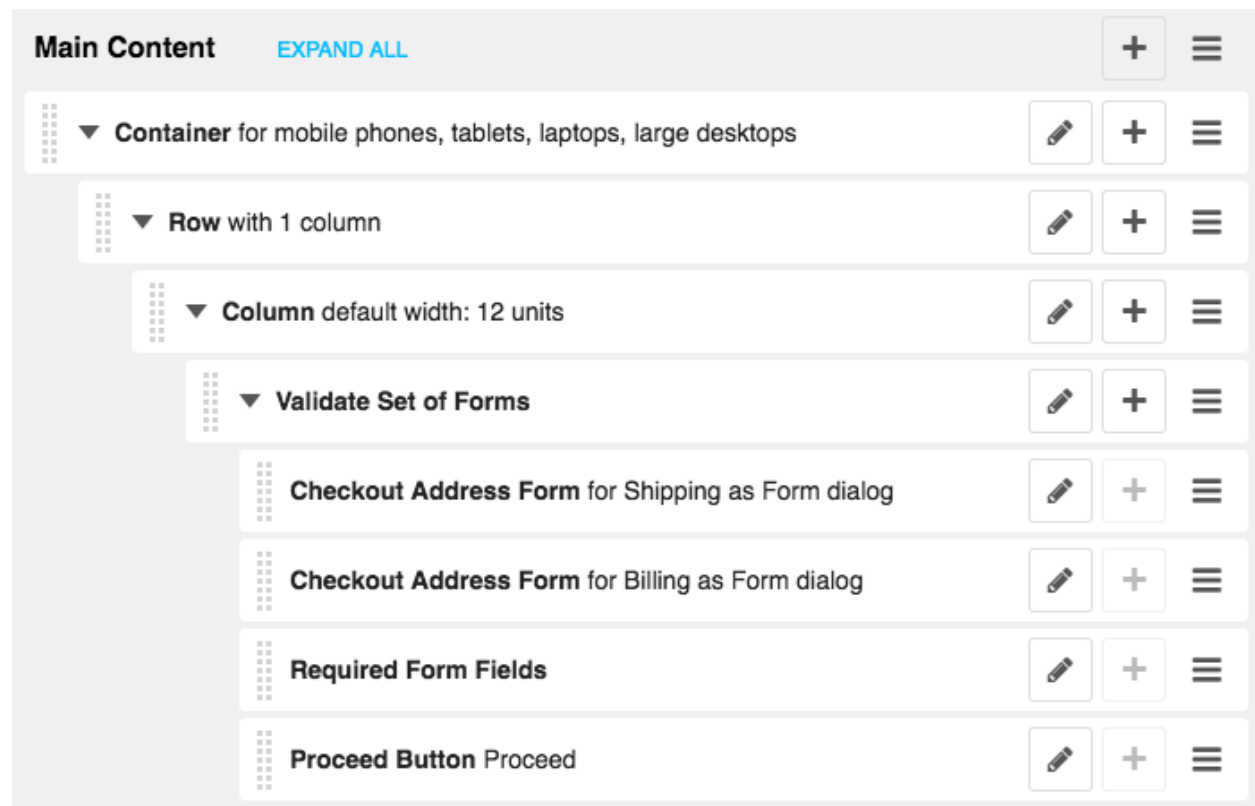 Main Content EXPAND ALL
Container for mobile phones, tablets, laptops, large desktops
Row with 1 column
Column default width: 12 units
Validate Set of Forms
Checkout Address Form for Shipping as Form dialog
Checkout Address Form for Billing as Form dialog
Required Form Fields
Proceed Button Proceed